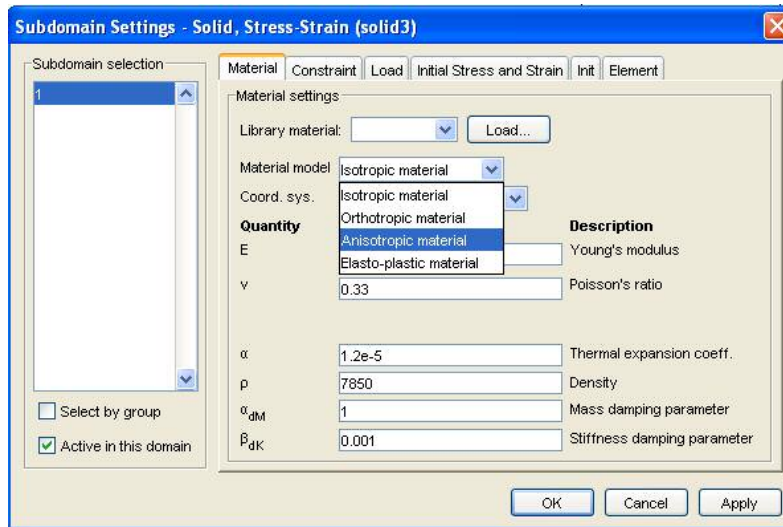 Subdomain Settings - Solid, Stress-Strain (solid3)
Subdomain selection
1
Select by group
Active in this domain
Material Constraint Load Initial Stress and Strain Init Element
Material settings
Library material: Load...
Material model Isotropic material
Coord. sys. Isotropic material
Orthotropic material
Quantity Description
Anisotropic material
E Young's modulus
Elasto-plastic material
ν 0.33 Poisson's ratio
α 1.2e-5 Thermal expansion coeff.
ρ 7850 Density
αdM 1 Mass damping parameter
βdK 0.001 Stiffness damping parameter
OK Cancel Apply